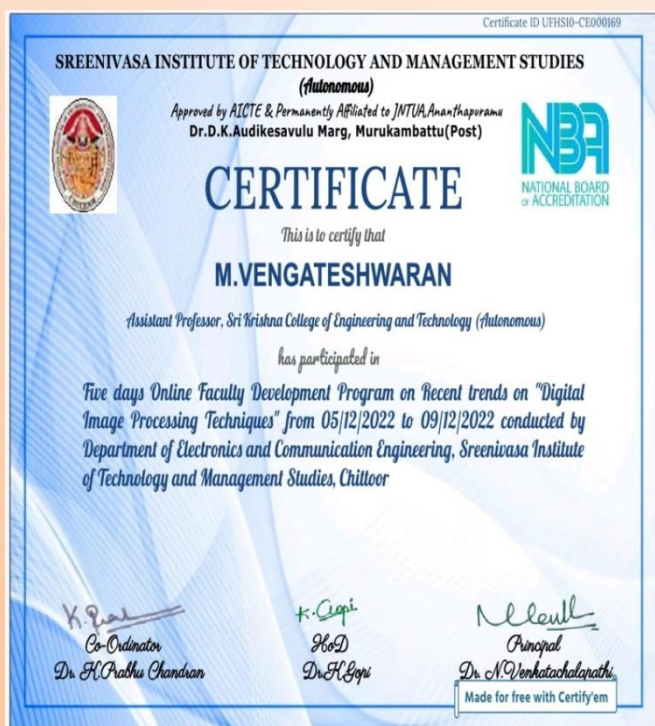 Certificate ID UFHSI0-CE000169
SREENIVASA INSTITUTE OF TECHNOLOGY AND MANAGEMENT STUDIES
(Autonomous)
Approved by AICTE & Permanently Affiliated to JNTUA,Ananthapuramu
Dr.D.K.Audikesavulu Marg, Murukambattu(Post)
NBA
NATIONAL BOARD
OF ACCREDITATION
CERTIFICATE
This is to certify that
M.VENGATESHWARAN
Assistant Professor, Sri Krishna College of Engineering and Technology (Autonomous)
has participated in
Five days Online Faculty Development Program on Recent trends on "Digital
Image Processing Techniques" from 05/12/2022 to 09/12/2022 conducted by
Department of Electronics and Communication Engineering, Sreenivasa Institute
of Technology and Management Studies, Chittoor
K. Gopi
Co-Ordinator
Dr. K.Prabhu Chandran
HoD
Dr.K.Gopi
Principal
Dr. N.Venkatachalapathi
Made for free with Certify'em